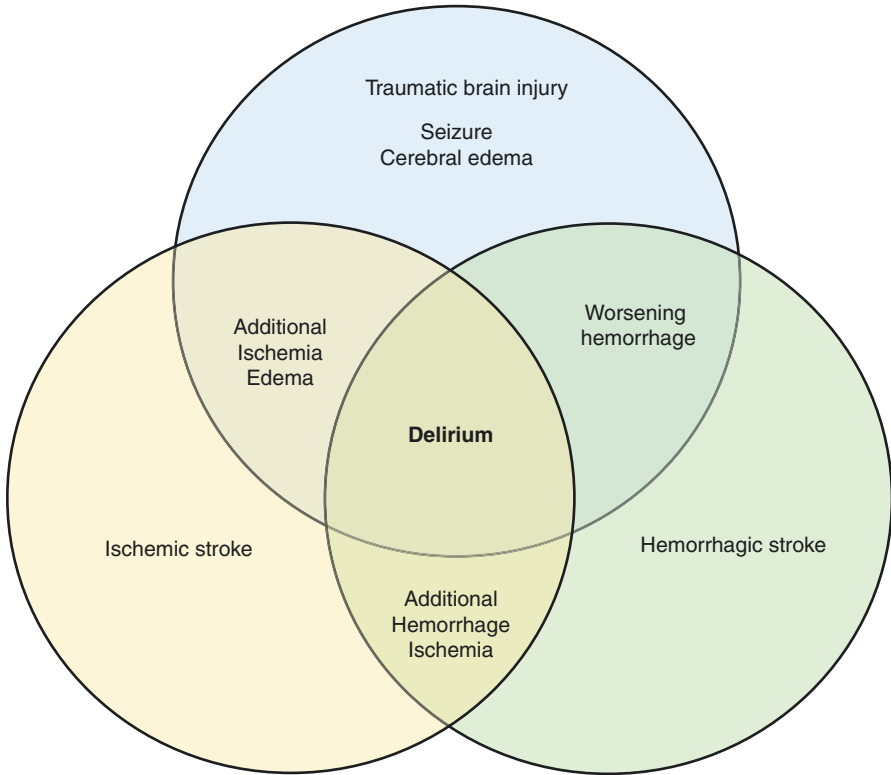 Traumatic brain injury
Seizure
Cerebral edema
Additional
Ischemia
Edema
Worsening
hemorrhage
Delirium
Ischemic stroke
Hemorrhagic stroke
Additional
Hemorrhage
Ischemia